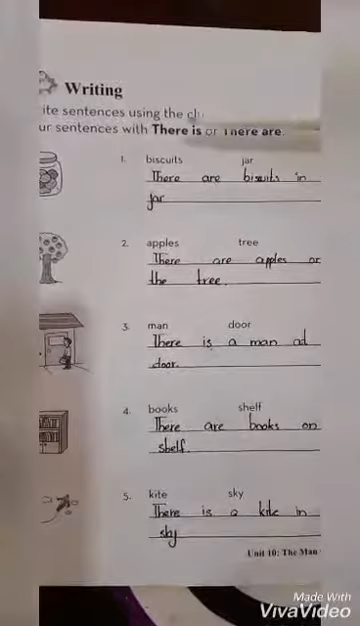 Writing
ite sentences using the cl
ur sentences with There is or There are.
1. biscuits jar
There are biscuits in
jar
2. apples tree
There are apples or
the tree.
3. man door
There is a man ad
door.
4. books shelf
There are books on
shelf.
5. kite sky
There is a kite in
sky
Unit 10: The Man
Made With
VivaVideo